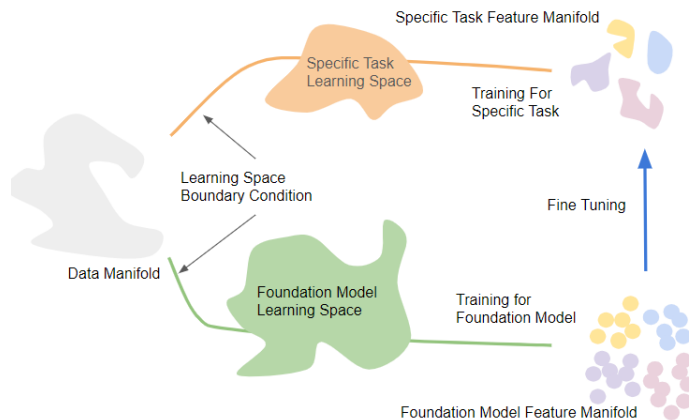 Specific Task Feature Manifold
Specific Task
Learning Space
Training For
Specific Task
Learning Space
Boundary Condition
Fine Tuning
Data Manifold
Foundation Model
Learning Space
Training for
Foundation Model
Foundation Model Feature Manifold